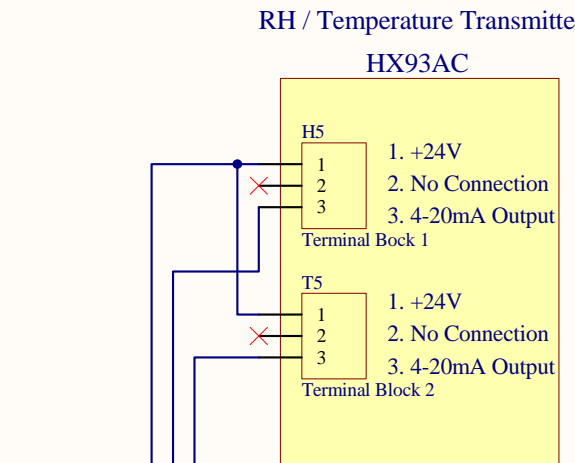 RH / Temperature Transmitte
HX93AC
H5
1 1. +24V
2 2. No Connection
3 3. 4-20mA Output
Terminal Bock 1
T5
1 1. +24V
2 2. No Connection
3 3. 4-20mA Output
Terminal Block 2